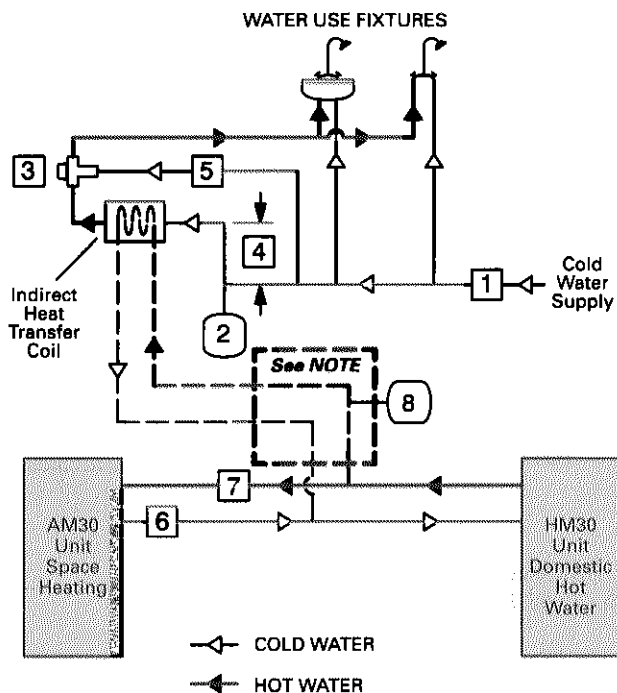 WATER USE FIXTURES
3
5
4
Indirect
Heat
Transfer
Coil
1
Cold
Water
Supply
2
See NOTE
8
7
6
AM30
Unit
Space
Heating
HM30
Unit
Domestic
Hot
Water
COLD WATER
HOT WATER